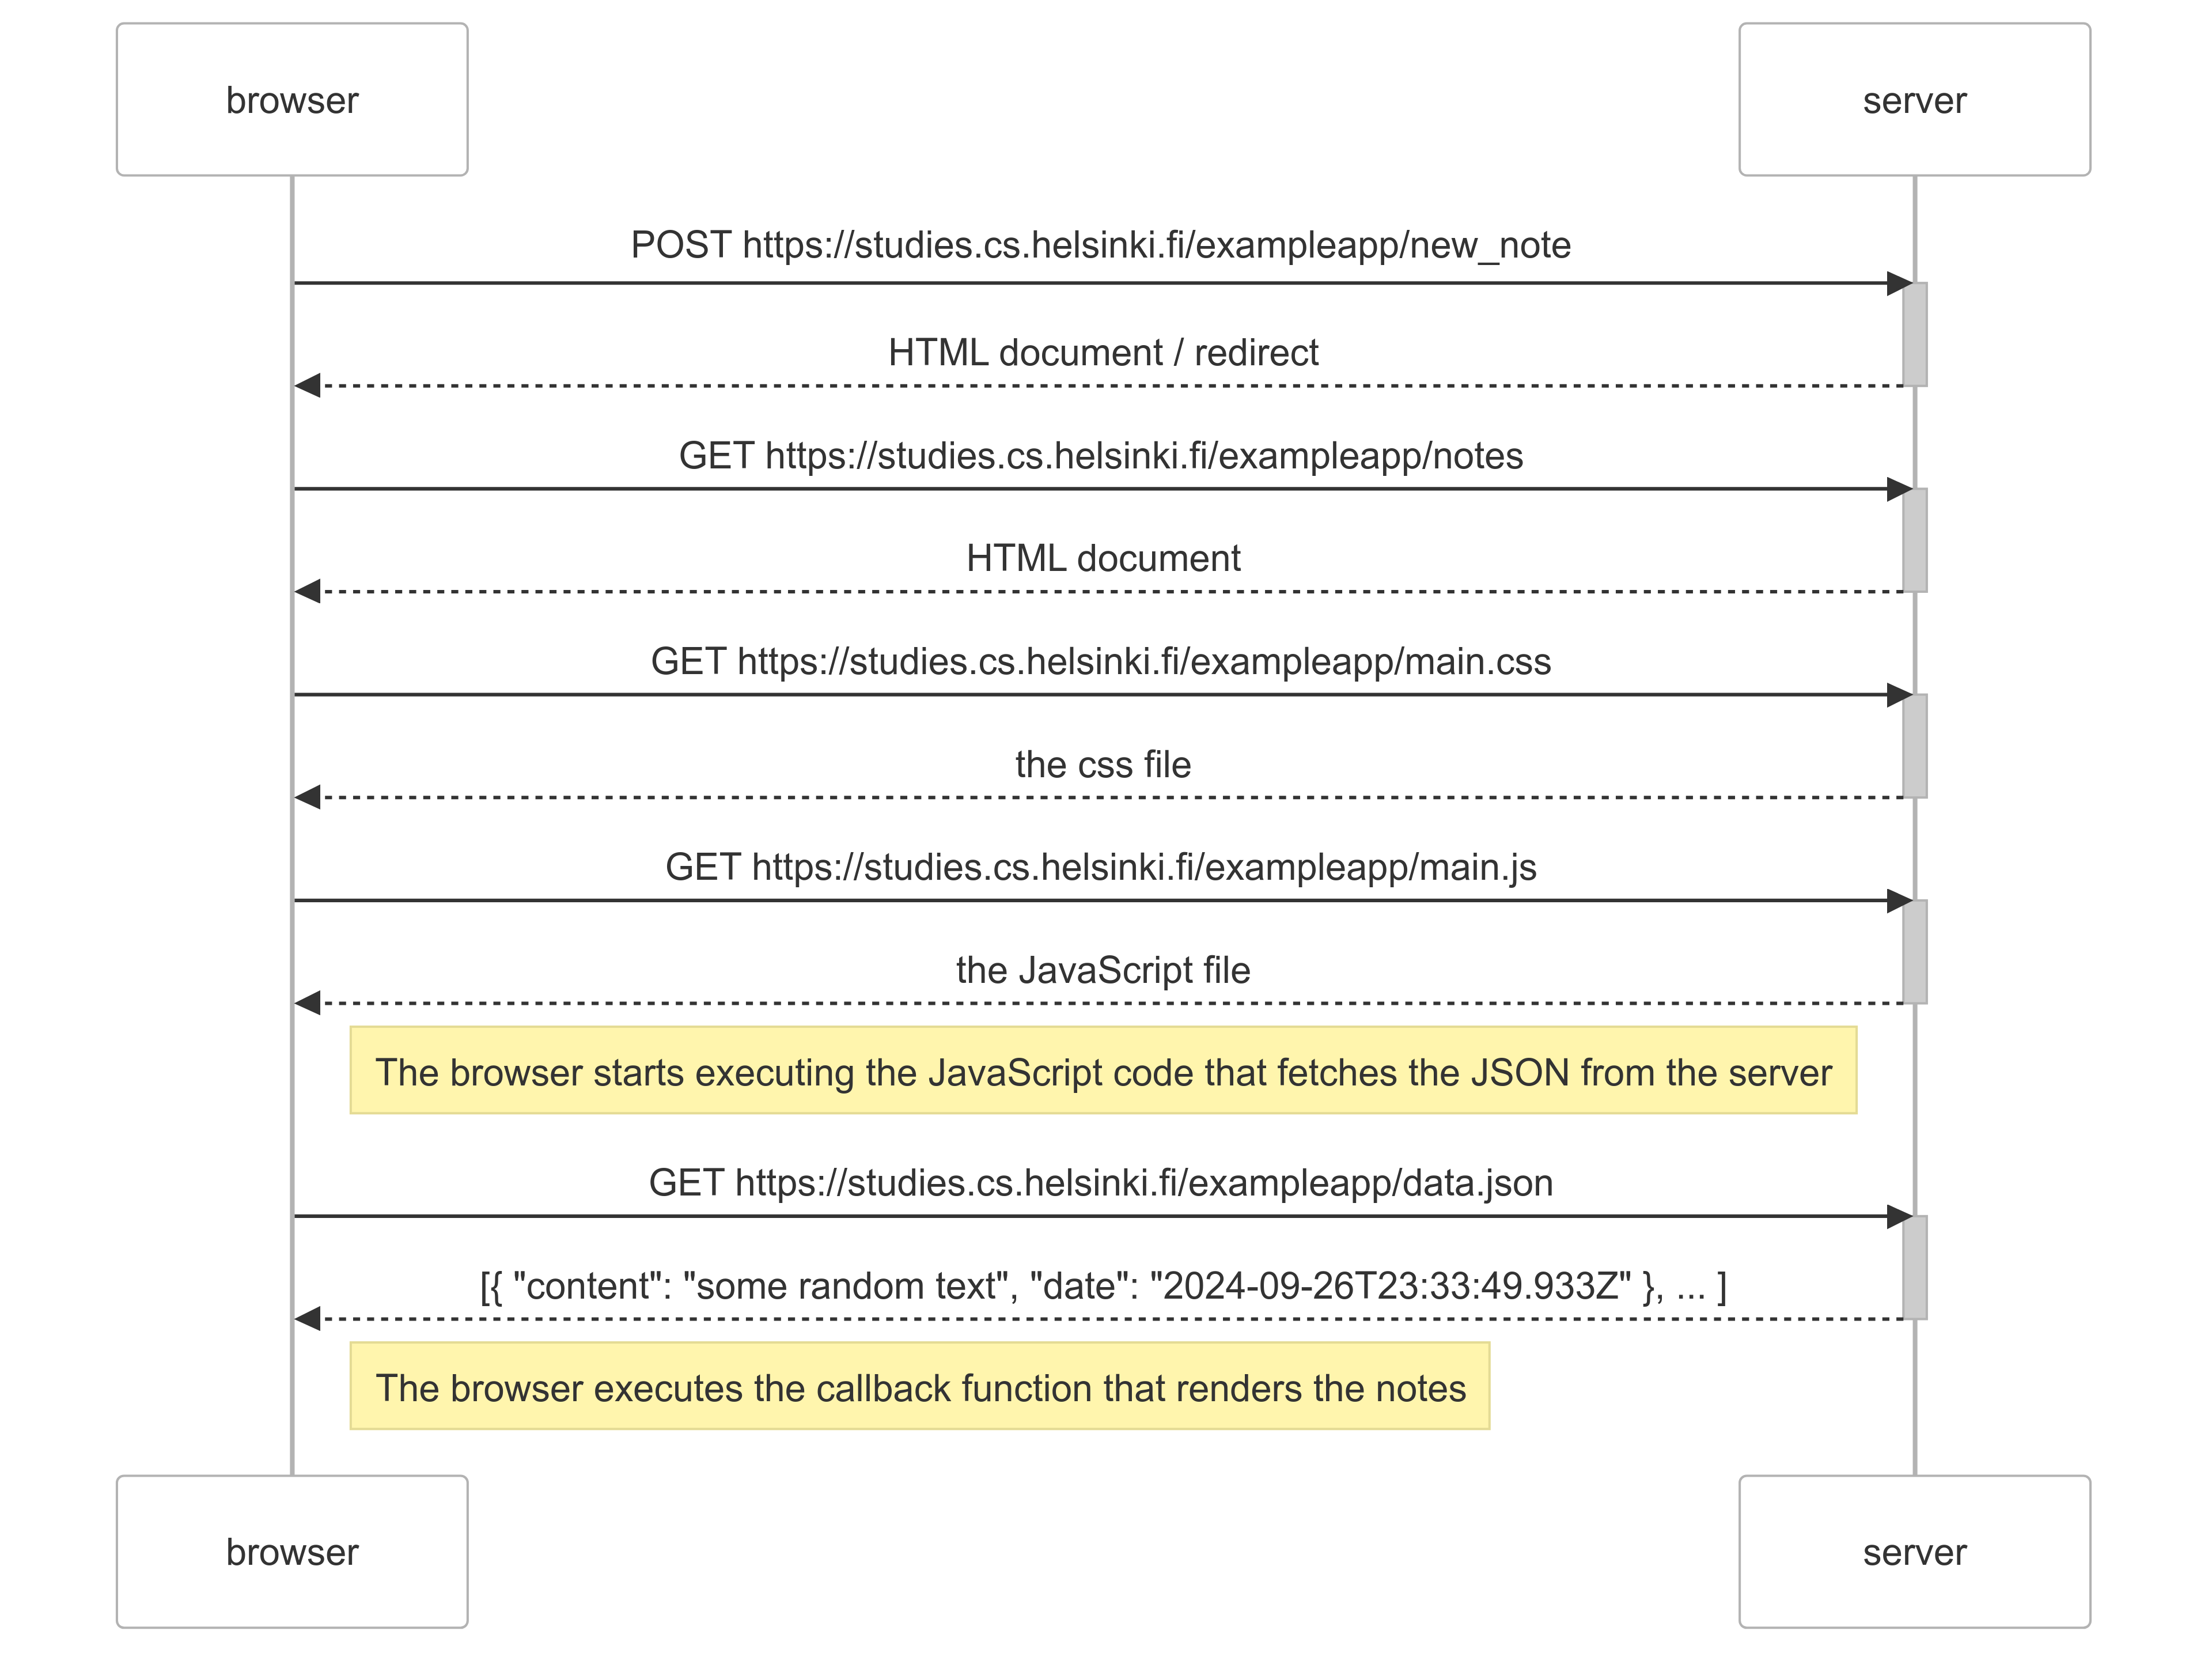 browser
server
POST https://studies.cs.helsinki.fi/exampleapp/new_note
HTML document / redirect
GET https://studies.cs.helsinki.fi/exampleapp/notes
HTML document
GET https://studies.cs.helsinki.fi/exampleapp/main.css
the css file
GET https://studies.cs.helsinki.fi/exampleapp/main.js
the JavaScript file
The browser starts executing the JavaScript code that fetches the JSON from the server
GET https://studies.cs.helsinki.fi/exampleapp/data.json
[{ "content": "some random text", "date": "2024-09-26T23:33:49.933Z" }, ... ]
The browser executes the callback function that renders the notes
browser
server